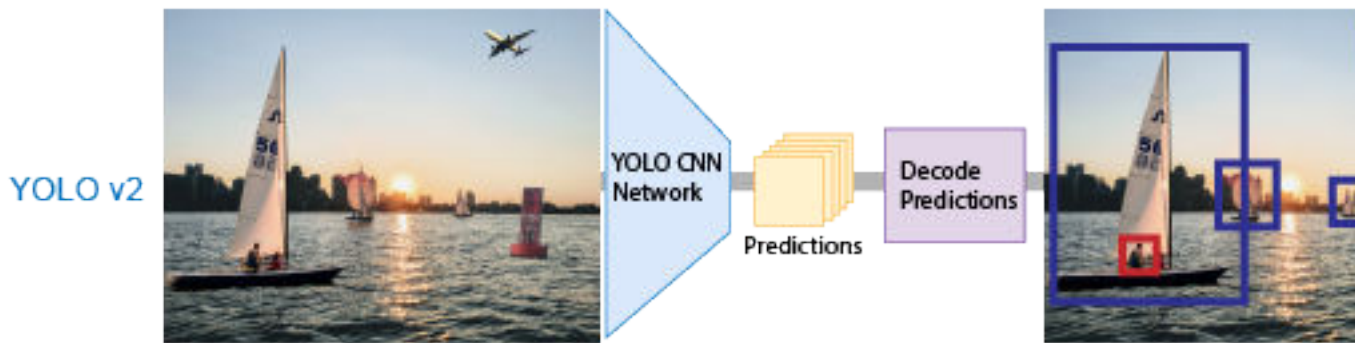 YOLO v2
YOLO CNN
Network
Predictions
Decode
Predictions